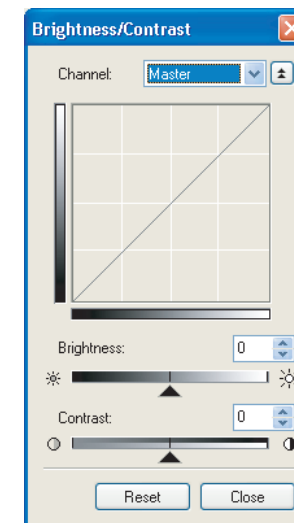 Brightness/Contrast
Channel: Master
Brightness: 0
Contrast: 0
Reset Close